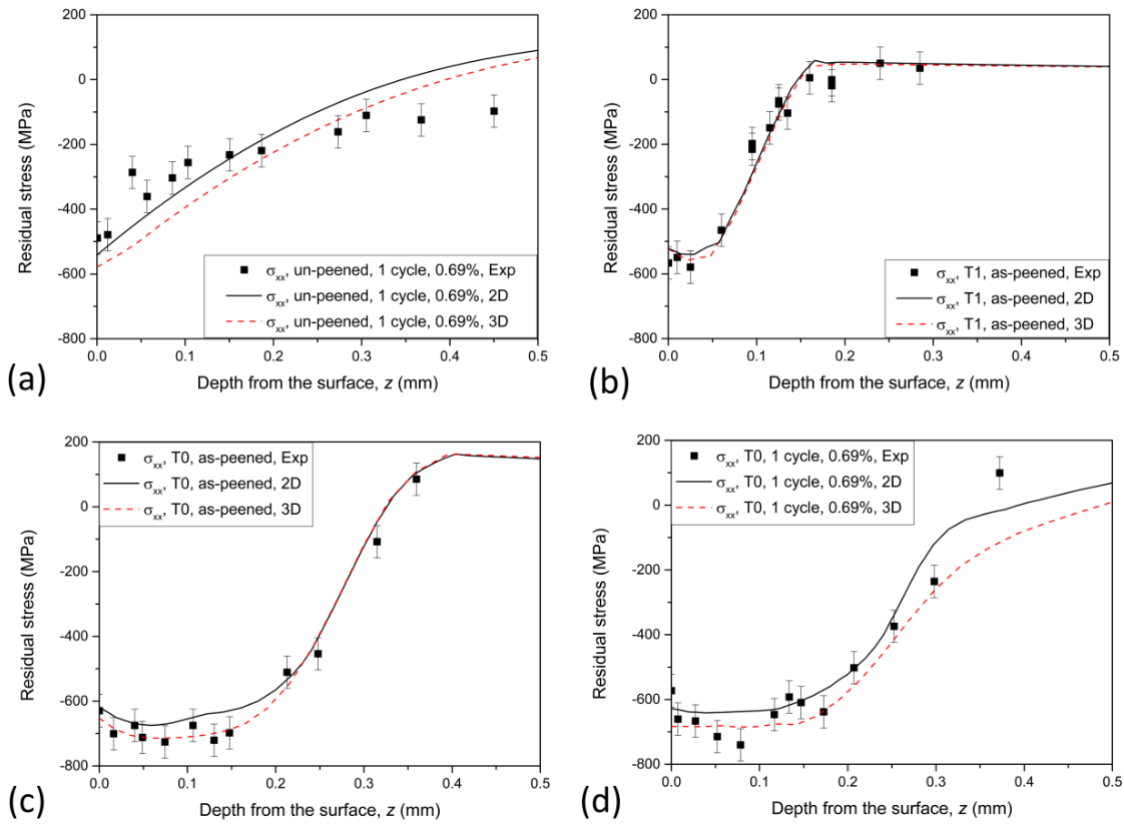 200
0
-200
-400
-600
-800
Residual stress (MPa)
σxx, un-peened, 1 cycle, 0.69%, Exp
σxx, un-peened, 1 cycle, 0.69%, 2D
σxx, un-peened, 1 cycle, 0.69%, 3D
0.0 0.1 0.2 0.3 0.4 0.5
Depth from the surface, z (mm)
(a)
200
0
-200
-400
-600
-800
Residual stress (MPa)
σxx, T1, as-peened, Exp
σxx, T1, as-peened, 2D
σxx, T1, as-peened, 3D
0.0 0.1 0.2 0.3 0.4 0.5
Depth from the surface, z (mm)
(b)
200
0
-200
-400
-600
-800
Residual stress (MPa)
σxx, T0, as-peened, Exp
σxx, T0, as-peened, 2D
σxx, T0, as-peened, 3D
0.0 0.1 0.2 0.3 0.4 0.5
Depth from the surface, z (mm)
(c)
200
0
-200
-400
-600
-800
Residual stress (MPa)
σxx, T0, 1 cycle, 0.69%, Exp
σxx, T0, 1 cycle, 0.69%, 2D
σxx, T0, 1 cycle, 0.69%, 3D
0.0 0.1 0.2 0.3 0.4 0.5
Depth from the surface, z (mm)
(d)